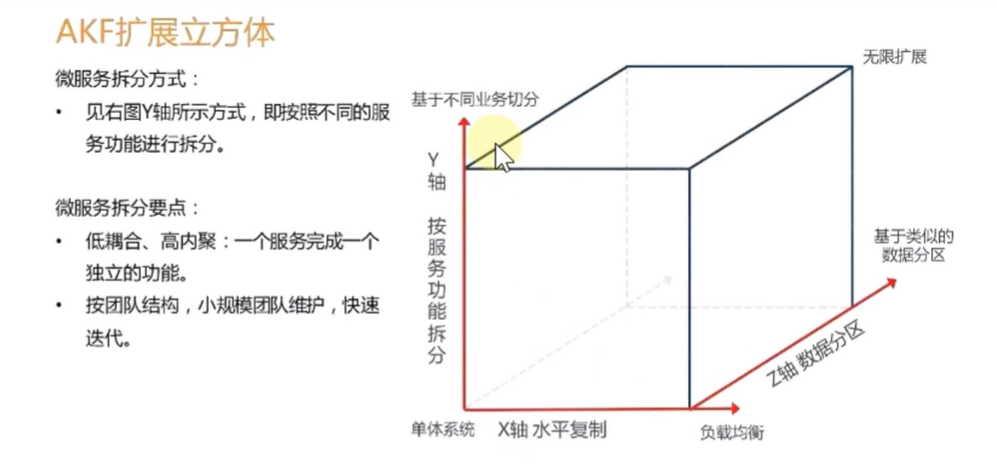 AKF扩展立方体
微服务拆分方式：
• 见右图Y轴所示方式，即按照不同的服
务功能进行拆分。
微服务拆分要点：
• 低耦合、高内聚：一个服务完成一个
独立的功能。
• 按团队结构，小规模团队维护，快速
迭代。
无限扩展
基于不同业务切分
Y轴 按服务功能拆分
基于类似的
数据分区
Z轴 数据分区
单体系统
X轴 水平复制
负载均衡